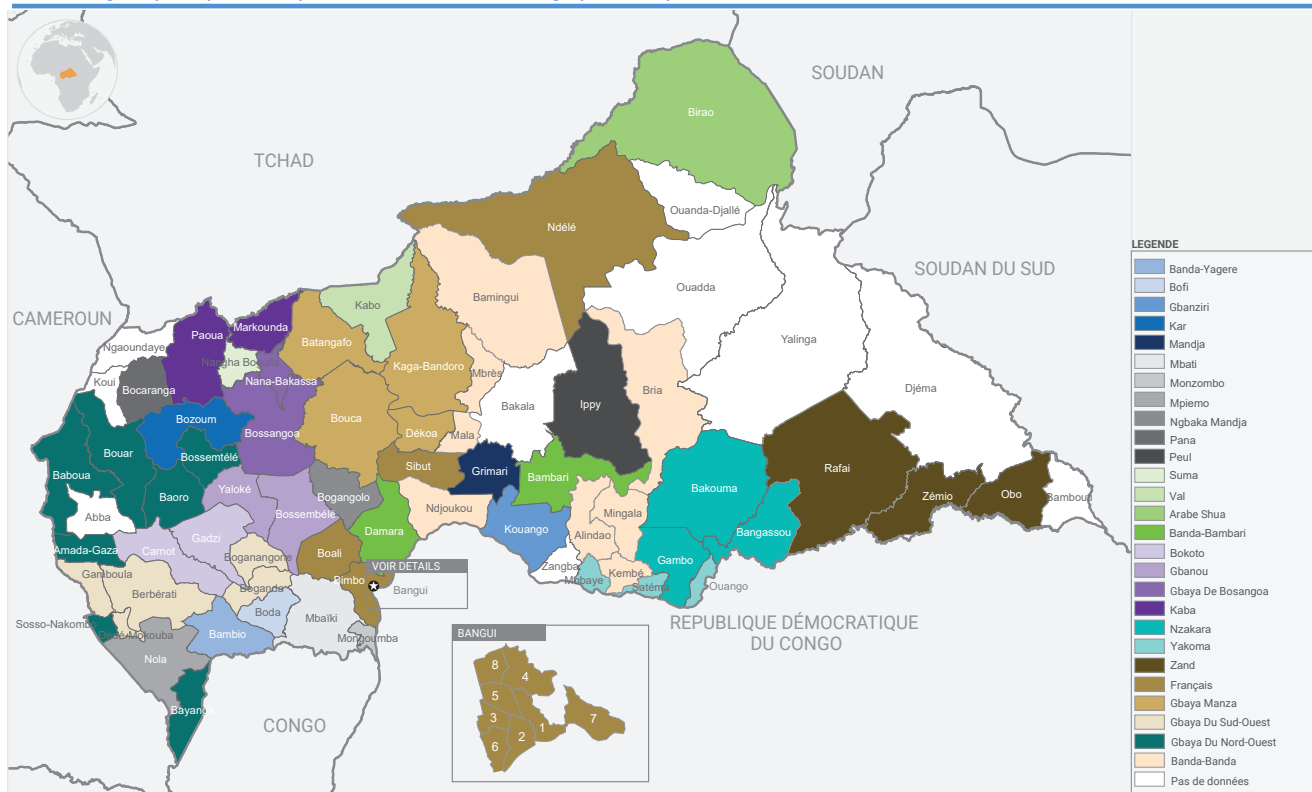 SOUDAN
Birao
TCHAD
Ouanda-Djallé
Ndélé
SOUDAN DU SUD
Ouadda
Bamingui
Kabo
CAMEROUN
Markounda
Paoua
Ngaoundaye
Batangafo
Yalinga
Kaga-Bandoro
Nana-Bakassa
Mbrès
Koui
Bocaranga
Bria
Djéma
Bakala
Ippy
Bouca
Bozoum
Bossangoa
Dékoa
Mala
Bouar
Bossemtélé
Sibut
Grimari
Rafai
Baboua
Bambari
Bakouma
Yaloké
Baoro
Bogangolo
Zémio
Obo
Bambouti
Abba
Bossembélé
Ndjoukou
Mingala
Damara
Kouango
Bangassou
Alindao
Gadzi
Amada-Gaza
Carnot
Boali
Boganangone
Gambo
VOIR DETAILS
Zangba
Gamboula
Kembé
Bimbo
Mobaye
Bangui
Satéma
Ouango
Berbérati
Boganda
Boda
Mbaïki
Sosso-Nakombo
Bambio
Mongoumba
REPUBLIQUE DÉMOCRATIQUE
DU CONGO
Nola
CONGO
BANGUI
8
4
5
3
1
7
2
6
LEGENDE
Banda-Yagere
Bofi
Gbanziri
Kar
Mandja
Mbati
Monzombo
Mpiemo
Ngbaka Mandja
Pana
Peul
Suma
Val
Arabe Shua
Banda-Bambari
Bokoto
Gbanou
Gbaya De Bosangoa
Kaba
Nzakara
Yakoma
Zand
Français
Gbaya Manza
Gbaya Du Sud-Ouest
Gbaya Du Nord-Ouest
Banda-Banda
Pas de données